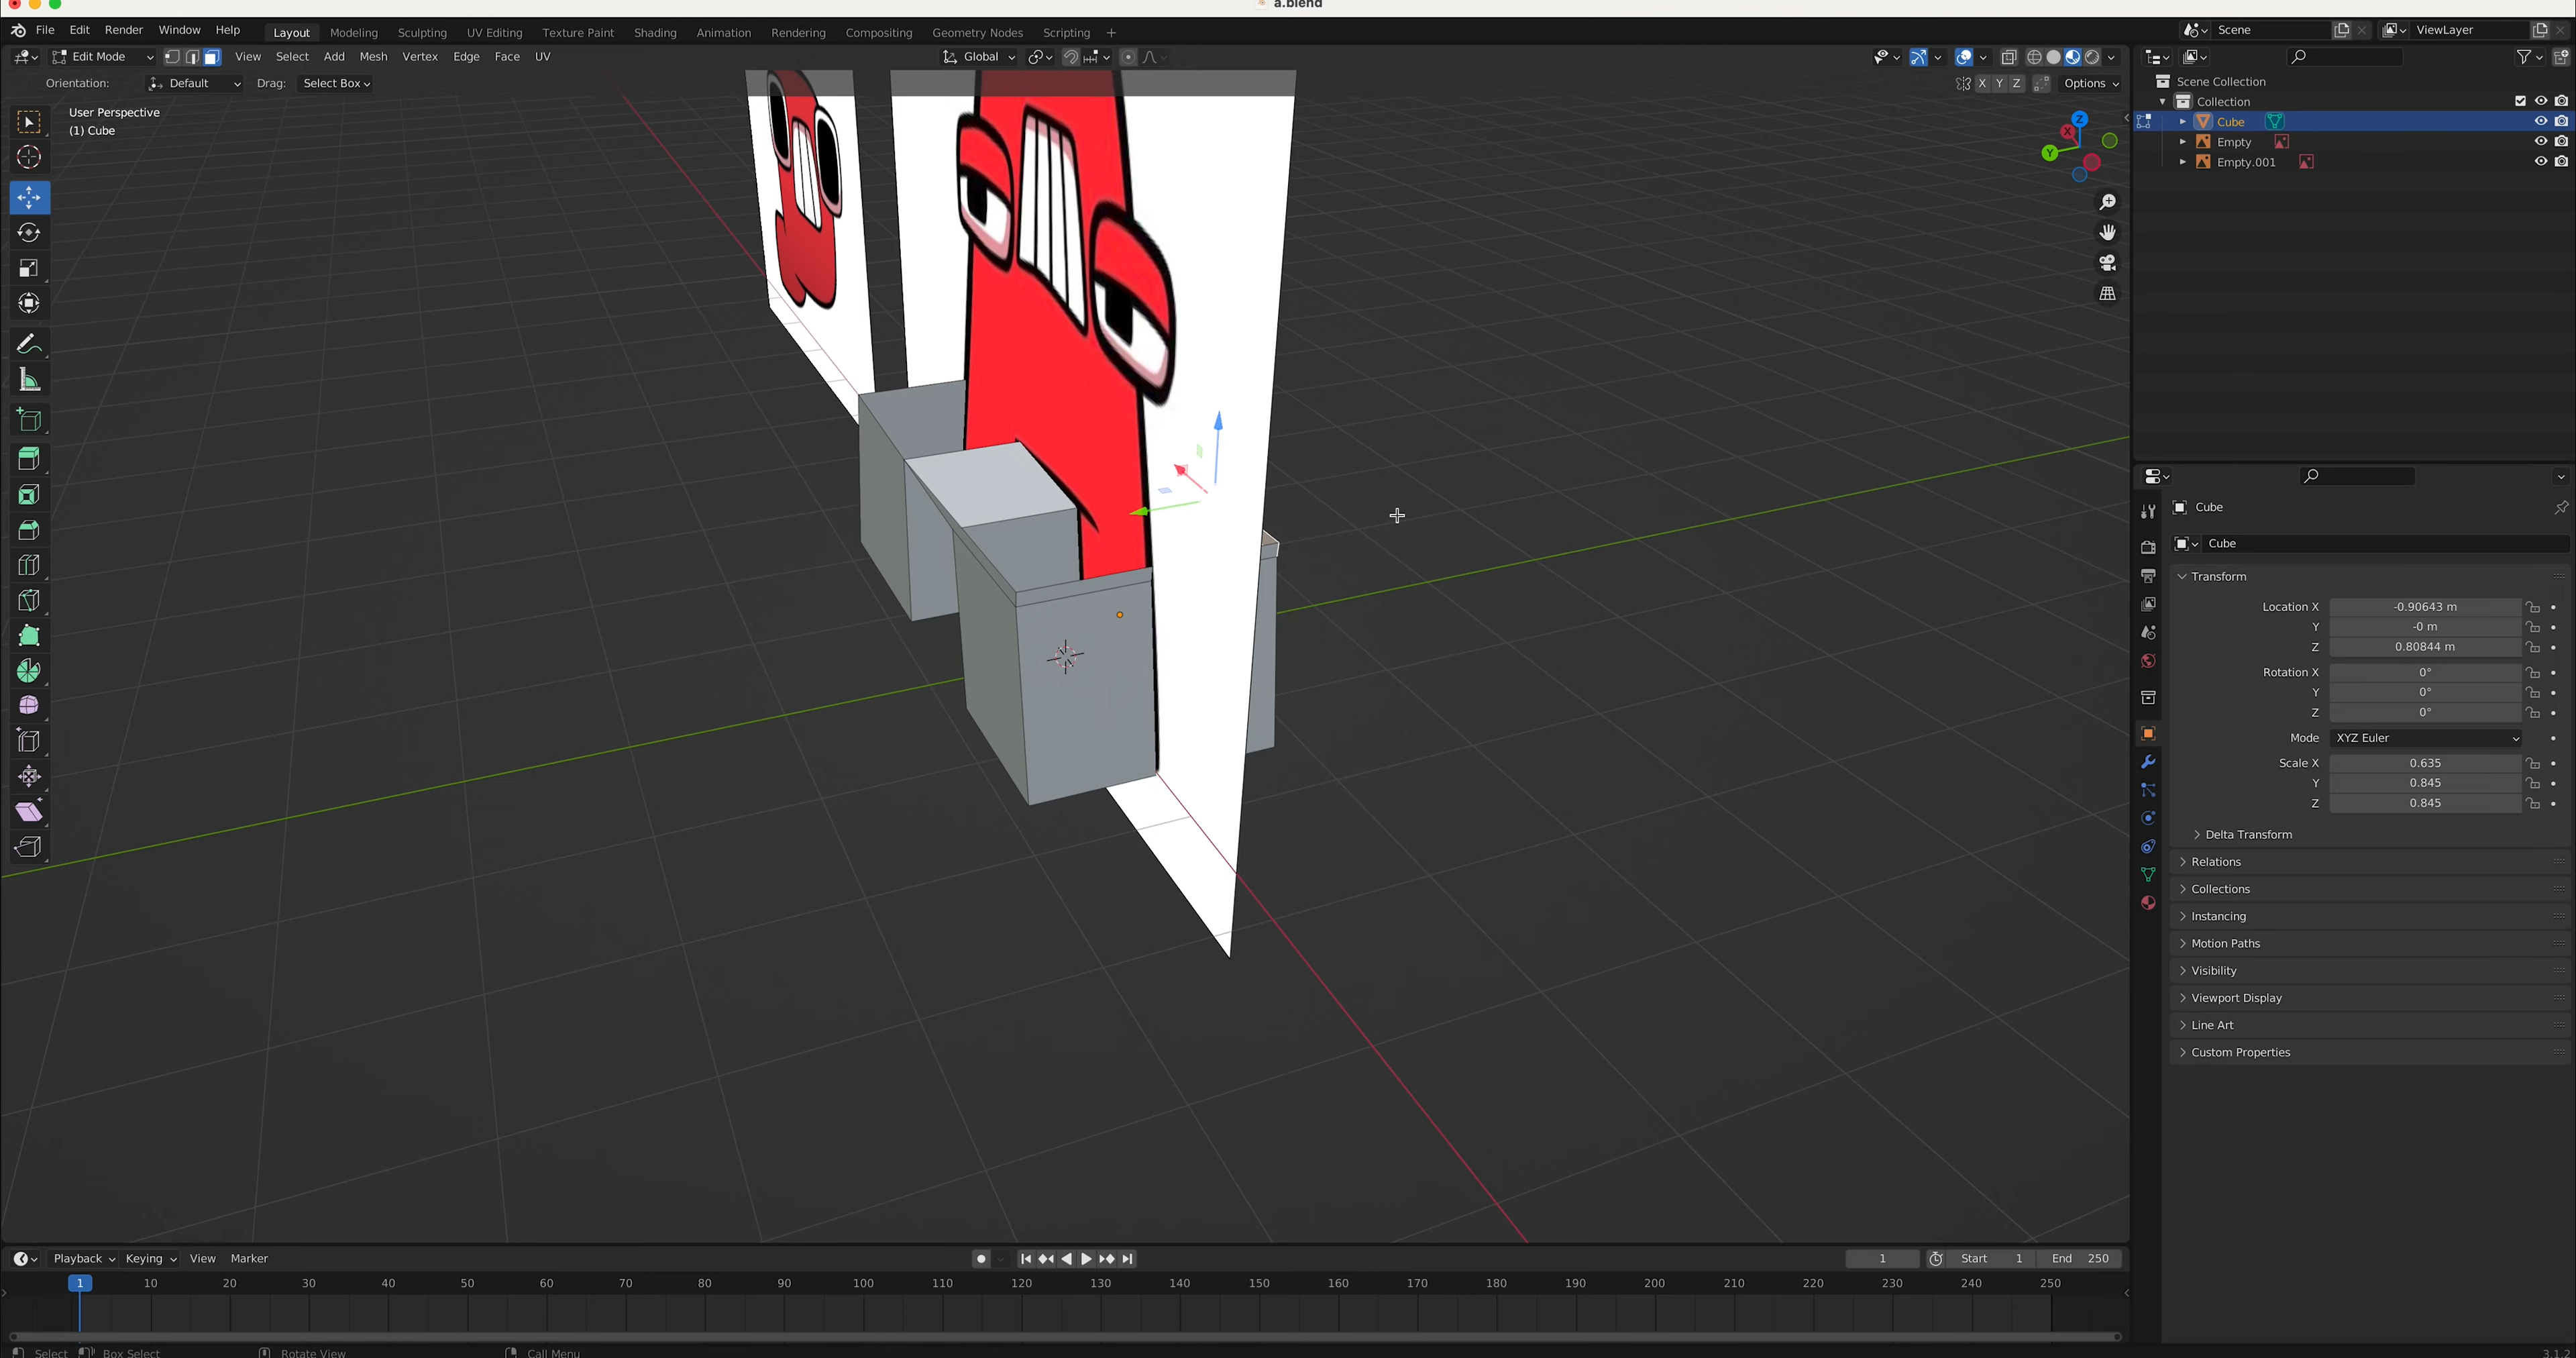 a.blend
File Edit Render Window Help Layout Modeling Sculpting UV Editing Texture Paint Shading Animation Rendering Compositing Geometry Nodes Scripting + Scene ViewLayer
Edit Mode View Select Add Mesh Vertex Edge Face UV Global
Orientation: Default Drag: Select Box X Y Z Options
User Perspective
(1) Cube
Z
X
Y
Scene Collection
Collection
Cube
Empty
Empty.001
Cube
Cube
Transform
Location X -0.90643 m
Y -0 m
Z 0.80844 m
Rotation X 0°
Y 0°
Z 0°
Mode XYZ Euler
Scale X 0.635
Y 0.845
Z 0.845
Delta Transform
Relations
Collections
Instancing
Motion Paths
Visibility
Viewport Display
Line Art
Custom Properties
Playback Keying View Marker 1 Start 1 End 250
1 10 20 30 40 50 60 70 80 90 100 110 120 130 140 150 160 170 180 190 200 210 220 230 240 250
Select Box Select Rotate View Call Menu 3.1.2